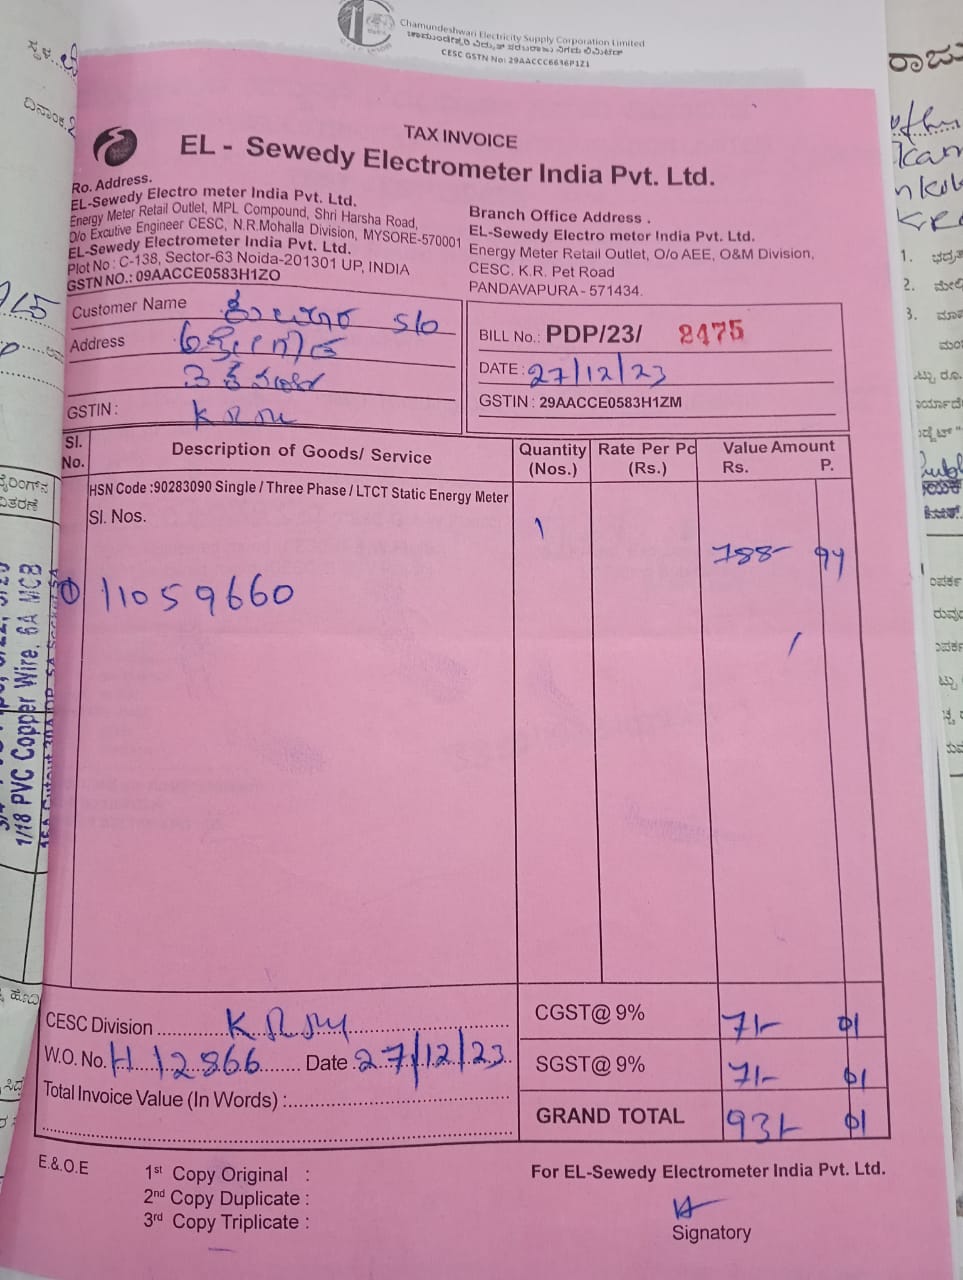 Chamundeshwari Electricity Supply Corporation Limited
ಚಾಮುಂಡೇಶ್ವರಿ ವಿದ್ಯುತ್ ಸರಬರಾಜು ನಿಗಮ ಲಿಮಿಟೆಡ್
CESC GSTN No: 29AACCC6636P1Z1
TAX INVOICE
EL - Sewedy Electrometer India Pvt. Ltd.
Ro. Address.
EL-Sewedy Electro meter India Pvt. Ltd.
Energy Meter Retail Outlet, MPL Compound, Shri Harsha Road,
O/o Excutive Engineer CESC, N.R.Mohalla Division, MYSORE-570001
EL-Sewedy Electrometer India Pvt. Ltd.
Plot No : C-138, Sector-63 Noida-201301 UP, INDIA
GSTN NO.: 09AACCE0583H1ZO
Branch Office Address .
EL-Sewedy Electro meter India Pvt. Ltd.
Energy Meter Retail Outlet, O/o AEE, O&M Division,
CESC. K.R. Pet Road
PANDAVAPURA - 571434.
Customer Name S/o
Address
GSTIN :
BILL No.: PDP/23/ 2475
DATE : 27/12/23
GSTIN : 29AACCE0583H1ZM
Sl. No. Description of Goods/ Service Quantity (Nos.) Rate Per Pc (Rs.) Value Amount Rs. P.
HSN Code :90283090 Single / Three Phase / LTCT Static Energy Meter
Sl. Nos. 1
788- 94
① 11059660
1/18 PVC Copper Wire. 6A MCB
CESC Division
CGST@ 9% 71- 01
W.O. No. H 12866 Date 27/12/23
SGST@ 9% 71- 01
Total Invoice Value (In Words) :
GRAND TOTAL 931- 01
E.& O.E
1st Copy Original :
2nd Copy Duplicate :
3rd Copy Triplicate :
For EL-Sewedy Electrometer India Pvt. Ltd.
Signatory